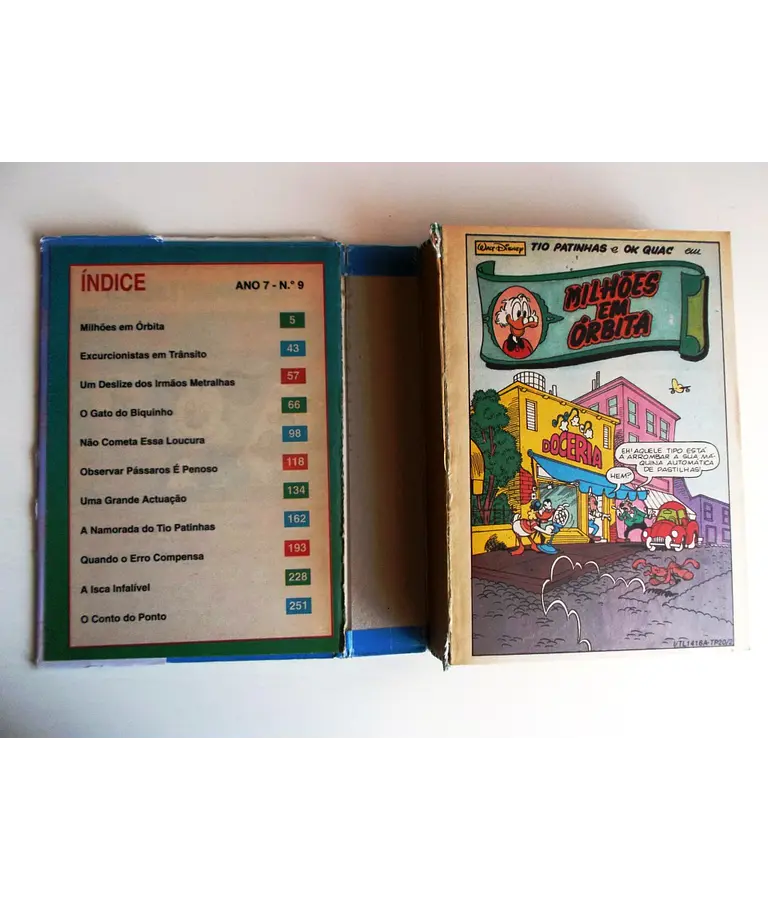 ÍNDICE
ANO 7 - N.º 9
Milhões em Órbita 5
Excurcionistas em Trânsito 43
Um Deslize dos Irmãos Metralhas 57
O Gato do Biquinho 66
Não Cometa Essa Loucura 98
Observar Pássaros É Penoso 118
Uma Grande Actuação 134
A Namorada do Tio Patinhas 162
Quando o Erro Compensa 193
A Isca Infalível 228
O Conto do Ponto 251
WALT DISNEY TIO PATINHAS e OK QUAC em
MILHÕES
EM
ÓRBITA
DOCERIA
EH! AQUELE TIPO ESTÁ
A ARROMBAR A SUA MÁ-
QUINA AUTOMÁTICA
DE PASTILHAS!
HEM?